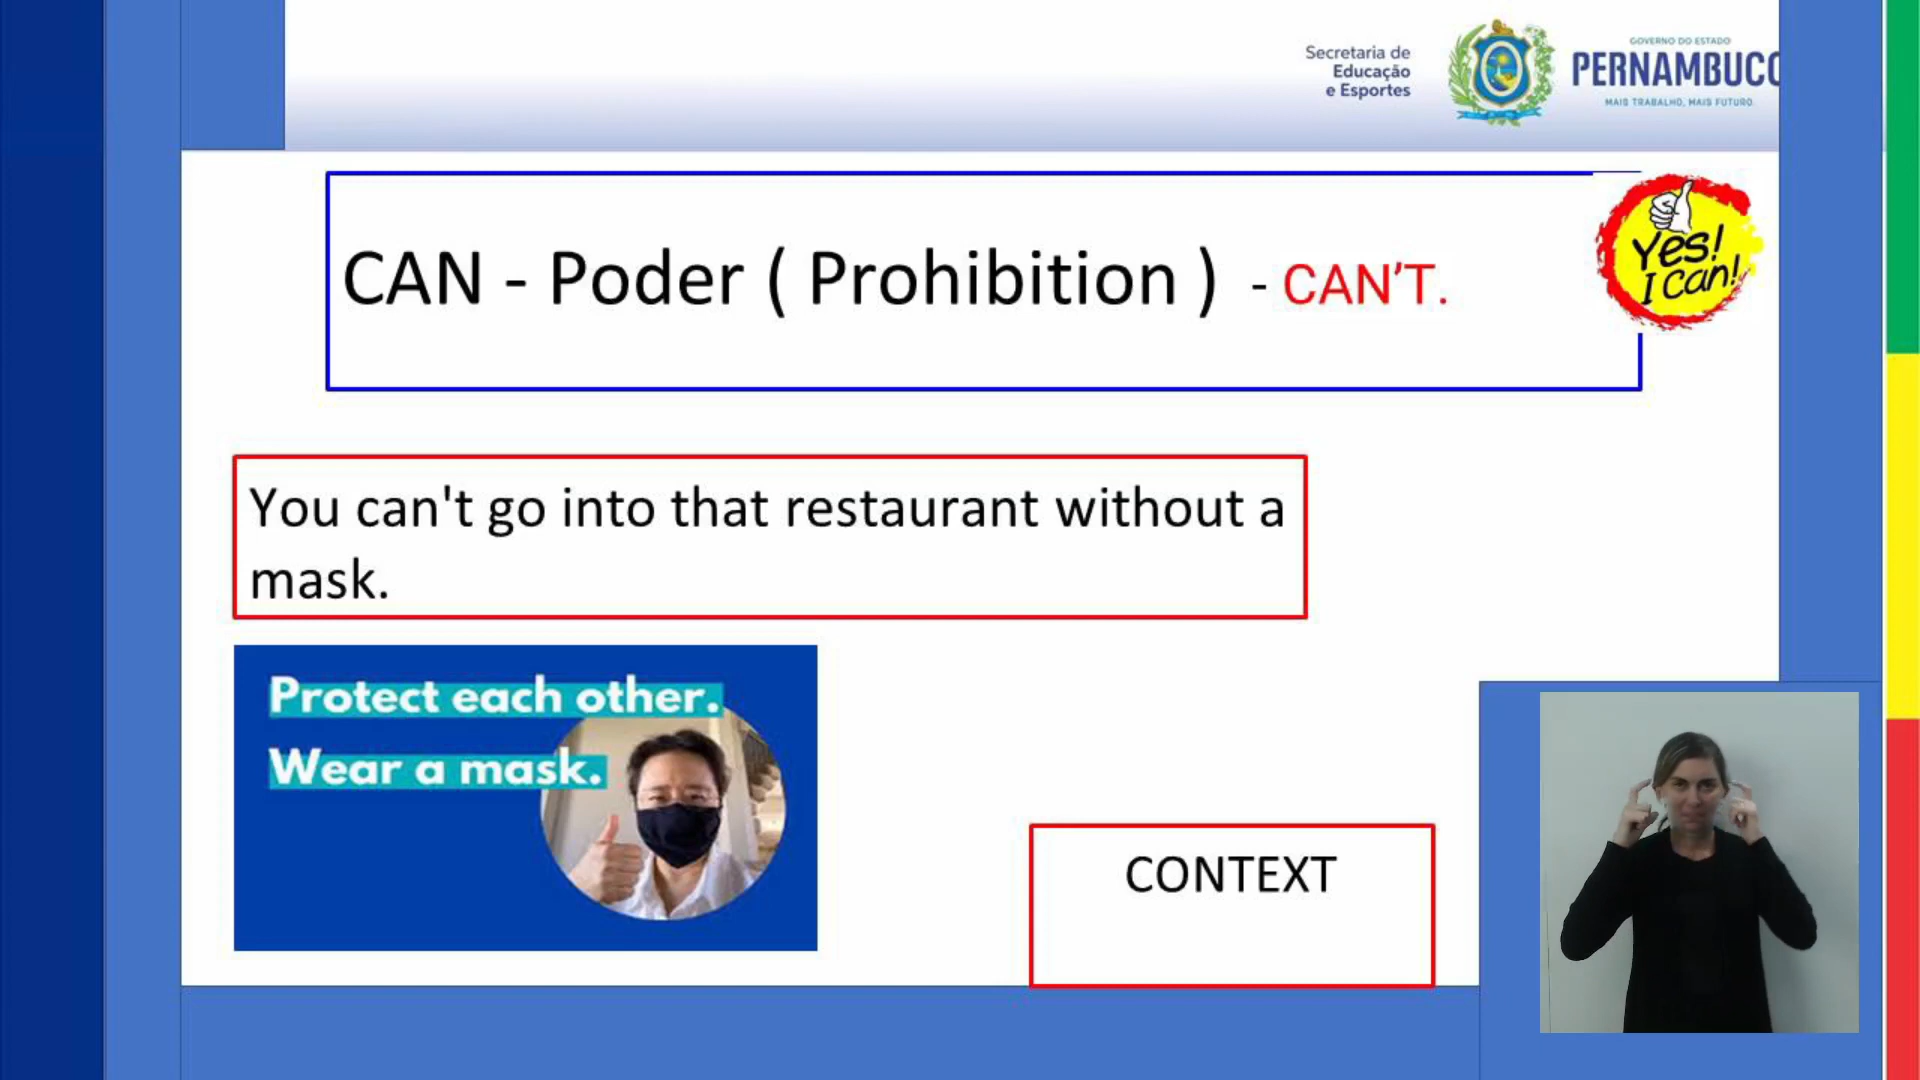 Secretaria de
Educação
e Esportes
GOVERNO DO ESTADO
PERNAMBUCO
MAIS TRABALHO, MAIS FUTURO.
CAN - Poder ( Prohibition ) - CAN'T.
Yes!
I can!
You can't go into that restaurant without a
mask.
Protect each other.
Wear a mask.
CONTEXT